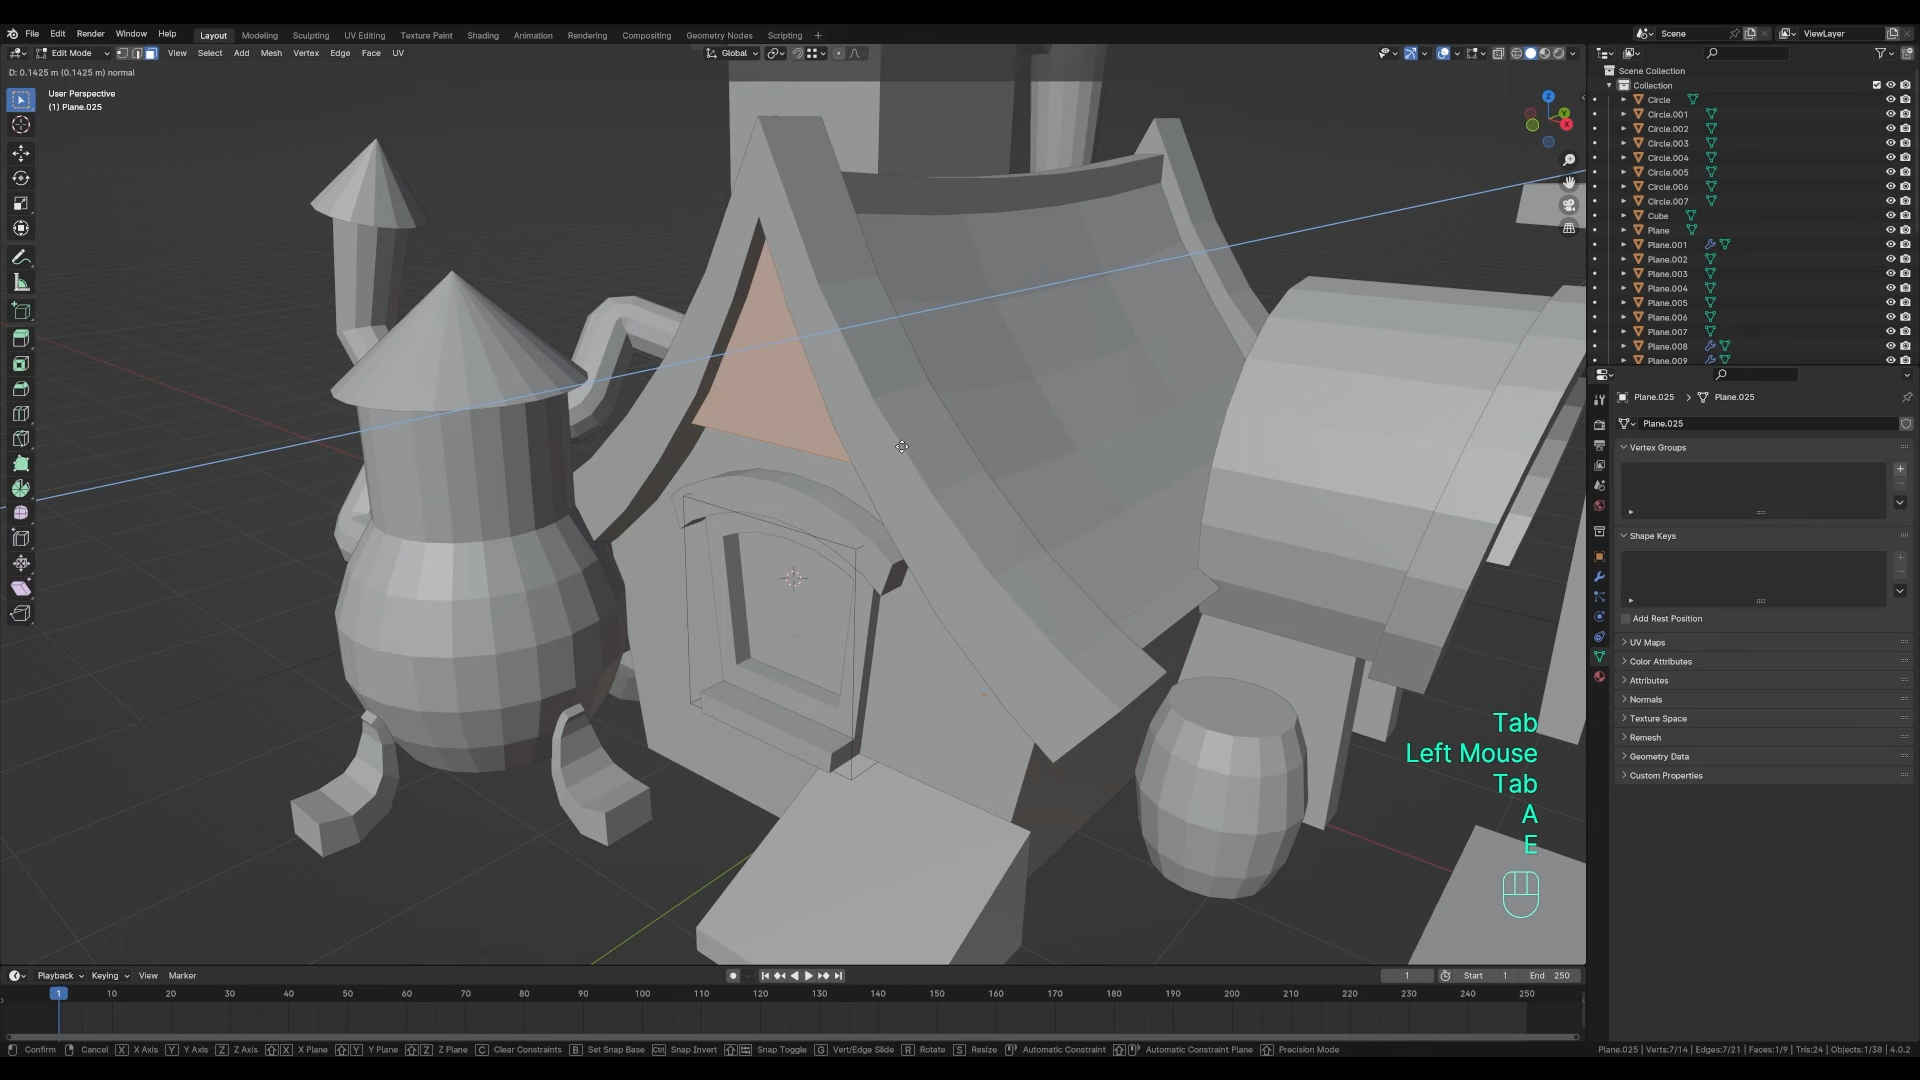 File Edit Render Window Help Layout Modeling Sculpting UV Editing Texture Paint Shading Animation Rendering Compositing Geometry Nodes Scripting + Scene ViewLayer
Edit Mode View Select Add Mesh Vertex Edge Face UV Global
D: 0.1425 m (0.1425 m) normal
User Perspective
(1) Plane.025
Z
Y
X
Scene Collection
Collection
Circle
Circle.001
Circle.002
Circle.003
Circle.004
Circle.005
Circle.006
Circle.007
Cube
Plane
Plane.001
Plane.002
Plane.003
Plane.004
Plane.005
Plane.006
Plane.007
Plane.008
Plane.009
Plane.025 > Plane.025
Plane.025
Vertex Groups
Shape Keys
Add Rest Position
UV Maps
Color Attributes
Attributes
Normals
Texture Space
Remesh
Geometry Data
Custom Properties
Tab
Left Mouse
Tab
A
E
Playback Keying View Marker 1 Start 1 End 250
1 10 20 30 40 50 60 70 80 90 100 110 120 130 140 150 160 170 180 190 200 210 220 230 240 250
Confirm Cancel X X Axis Y Y Axis Z Z Axis X X Plane Y Y Plane Z Z Plane C Clear Constraints B Set Snap Base Ctrl Snap Invert Snap Toggle G Vert/Edge Slide R Rotate S Resize Automatic Constraint Automatic Constraint Plane Precision Mode Plane.025 | Verts:7/14 | Edges:7/21 | Faces:1/9 | Tris:24 | Objects:1/38 | 4.0.2